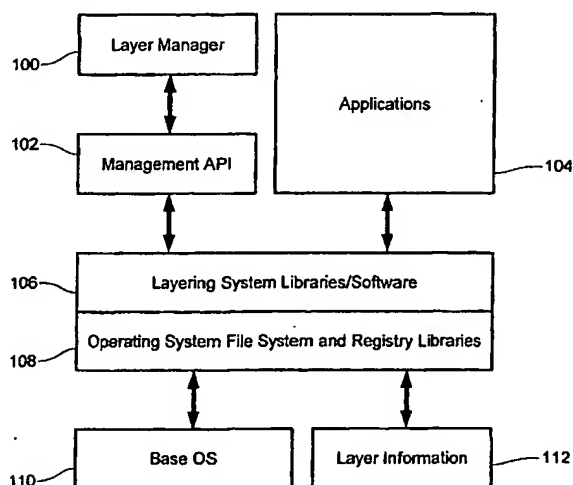 Layer Manager
100
Applications
102
Management API
104
106
Layering System Libraries/Software
108
Operating System File System and Registry Libraries
110
Base OS
Layer Information
112